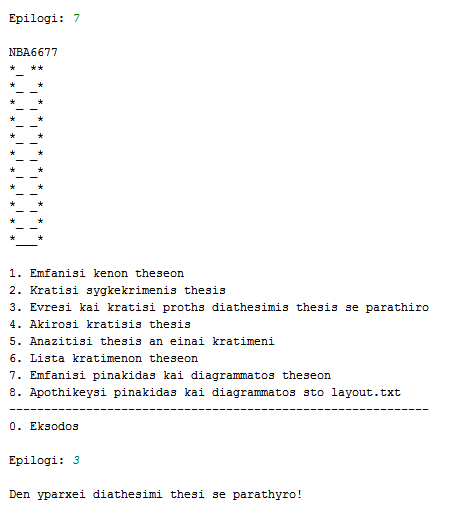 Epilogi: 7
NBA6677
*_ **
*_ _*
*_ _*
*_ _*
*_ _*
*_ _*
*_ _*
*_ _*
*_ _*
*_ _*
*___*
1. Emfanisi kenon theseon
2. Kratisi sygkekrimenis thesis
3. Evresi kai kratisi proths diathesimis thesis se parathiro
4. Akirosi kratisis thesis
5. Anazitisi thesis an einai kratimeni
6. Lista kratimenon theseon
7. Emfanisi pinakidas kai diagrammatos theseon
8. Apothikeysi pinakidas kai diagrammatos sto layout.txt
------------------------------------------------------------
0. Eksodos
Epilogi: 3
Den yparxei diathesimi thesi se parathyro!